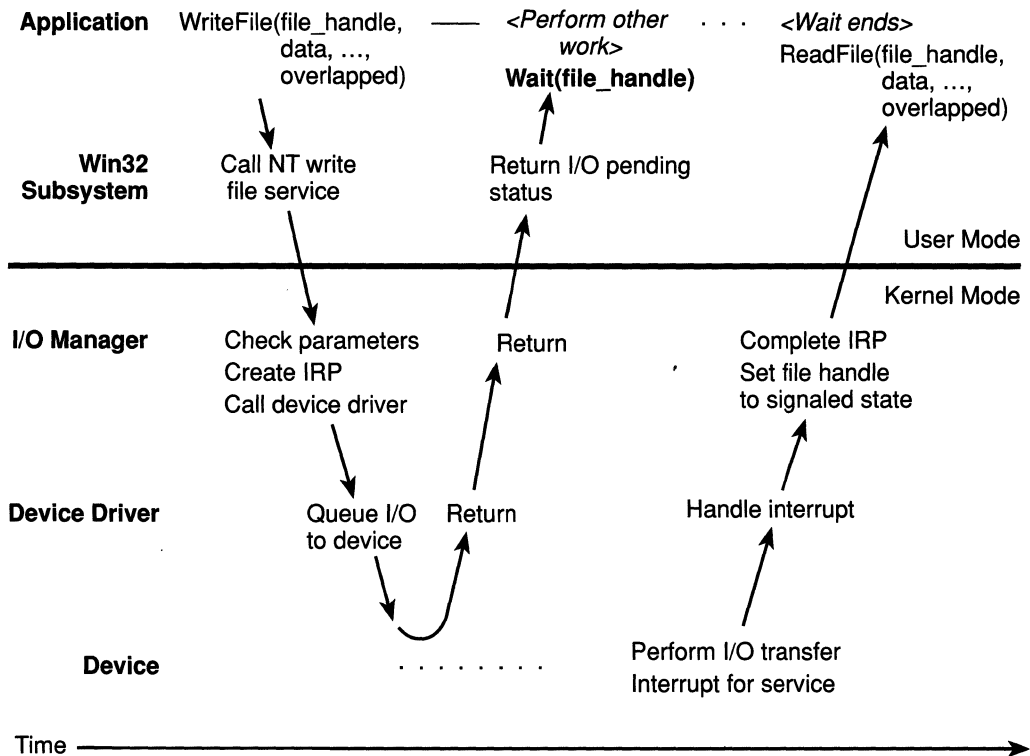 Application WriteFile(file_handle, <Perform other . . . <Wait ends>
data, ..., work> ReadFile(file_handle,
overlapped) Wait(file_handle) data, ...,
overlapped)
Win32 Call NT write Return I/O pending
Subsystem file service status
User Mode
Kernel Mode
I/O Manager Check parameters Return Complete IRP
Create IRP Set file handle
Call device driver to signaled state
Device Driver Queue I/O Return Handle interrupt
to device
Device . . . . . . . . Perform I/O transfer
Interrupt for service
Time